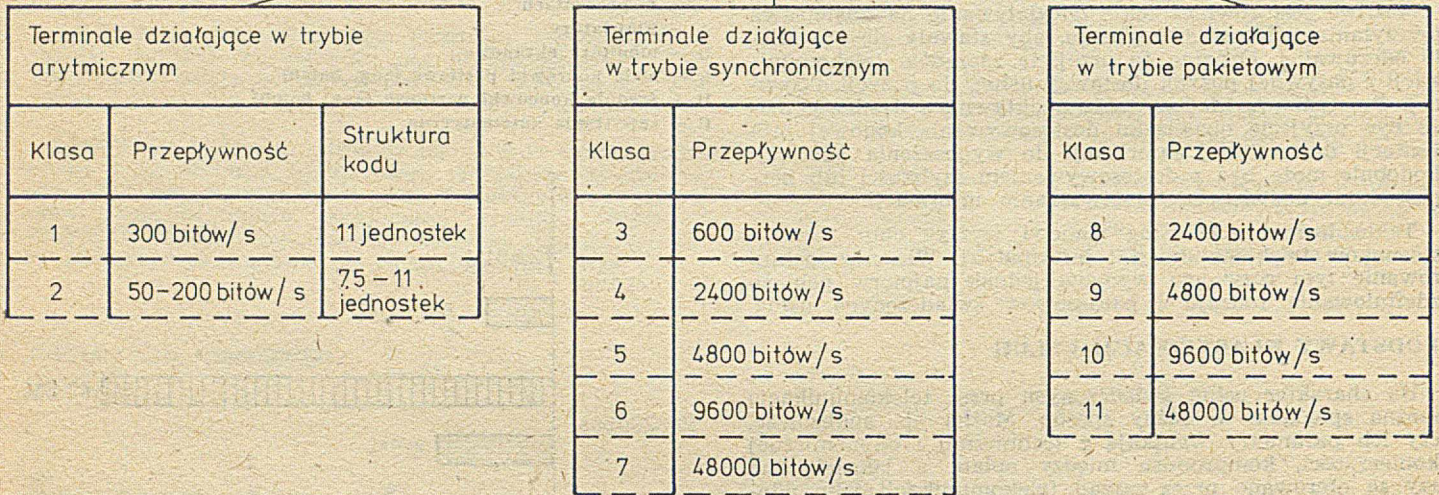 Terminale działające w trybie
arytmicznym
Klasa Przepływność Struktura
kodu
1 300 bitów/s 11 jednostek
2 50-200 bitów/s 7,5 – 11
jednostek
Terminale działające
w trybie synchronicznym
Klasa Przepływność
3 600 bitów/s
4 2400 bitów/s
5 4800 bitów/s
6 9600 bitów/s
7 48000 bitów/s
Terminale działające
w trybie pakietowym
Klasa Przepływność
8 2400 bitów/s
9 4800 bitów/s
10 9600 bitów/s
11 48000 bitów/s